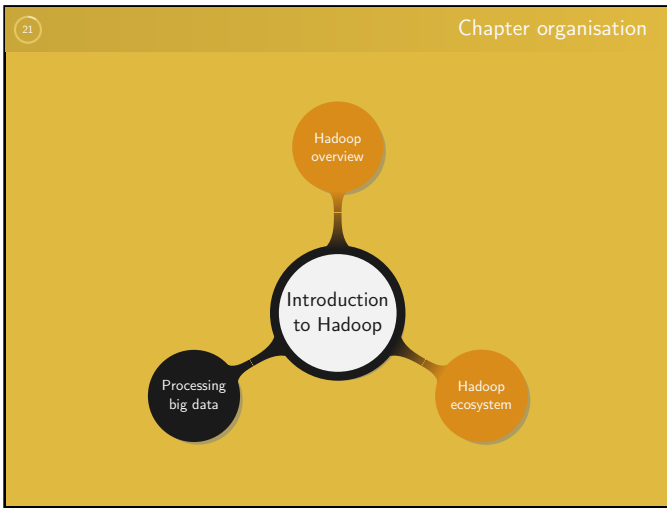 21
Chapter organisation
Hadoop
overview
Introduction
to Hadoop
Processing
big data
Hadoop
ecosystem